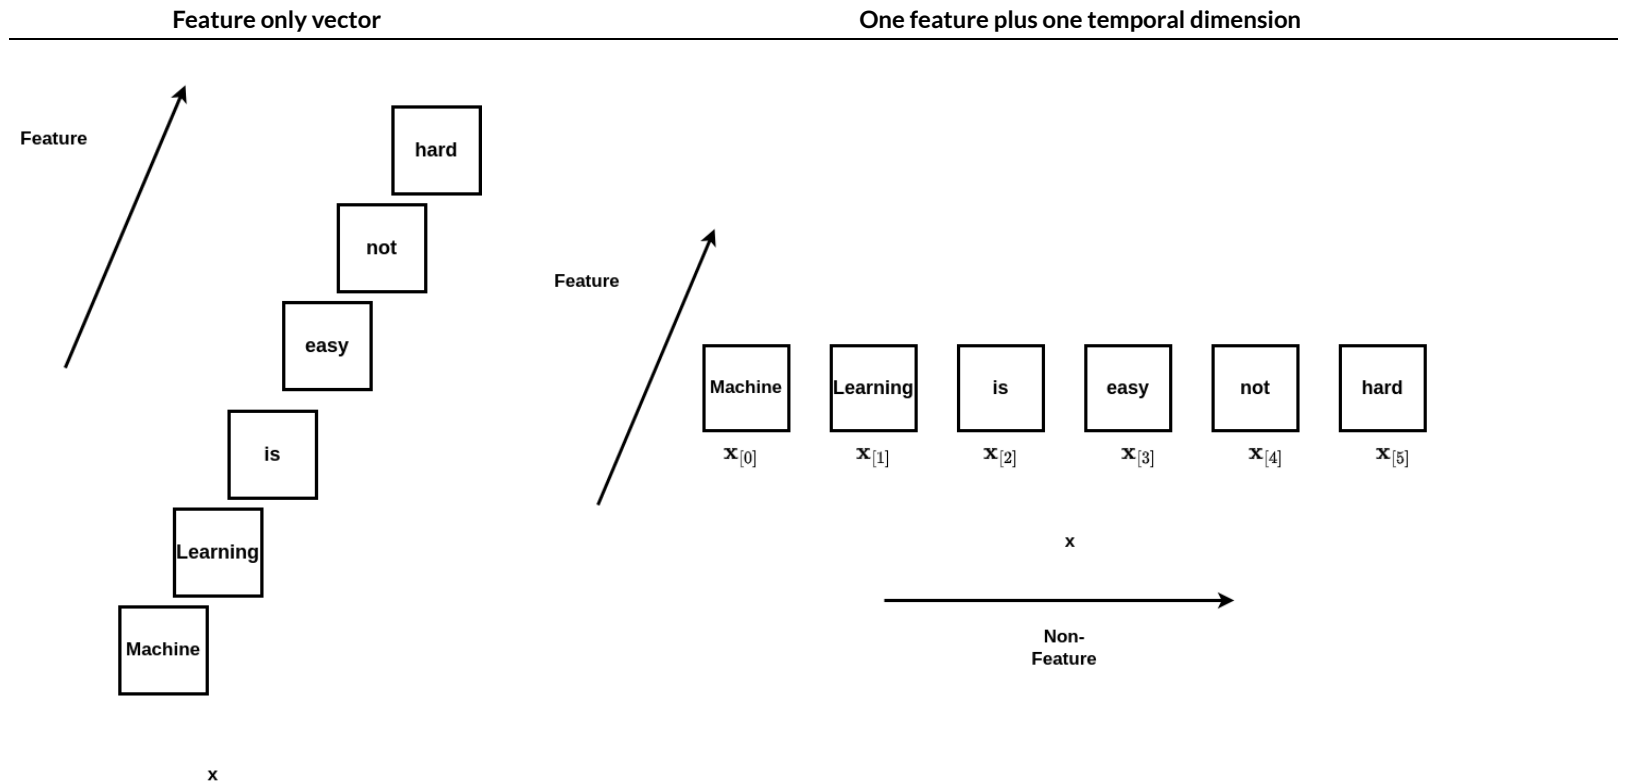 Feature only vector
One feature plus one temporal dimension
Feature
hard
not
easy
is
Learning
Machine
x
Feature
Machine Learning is easy not hard
x[0] x[1] x[2] x[3] x[4] x[5]
x
Non-
Feature